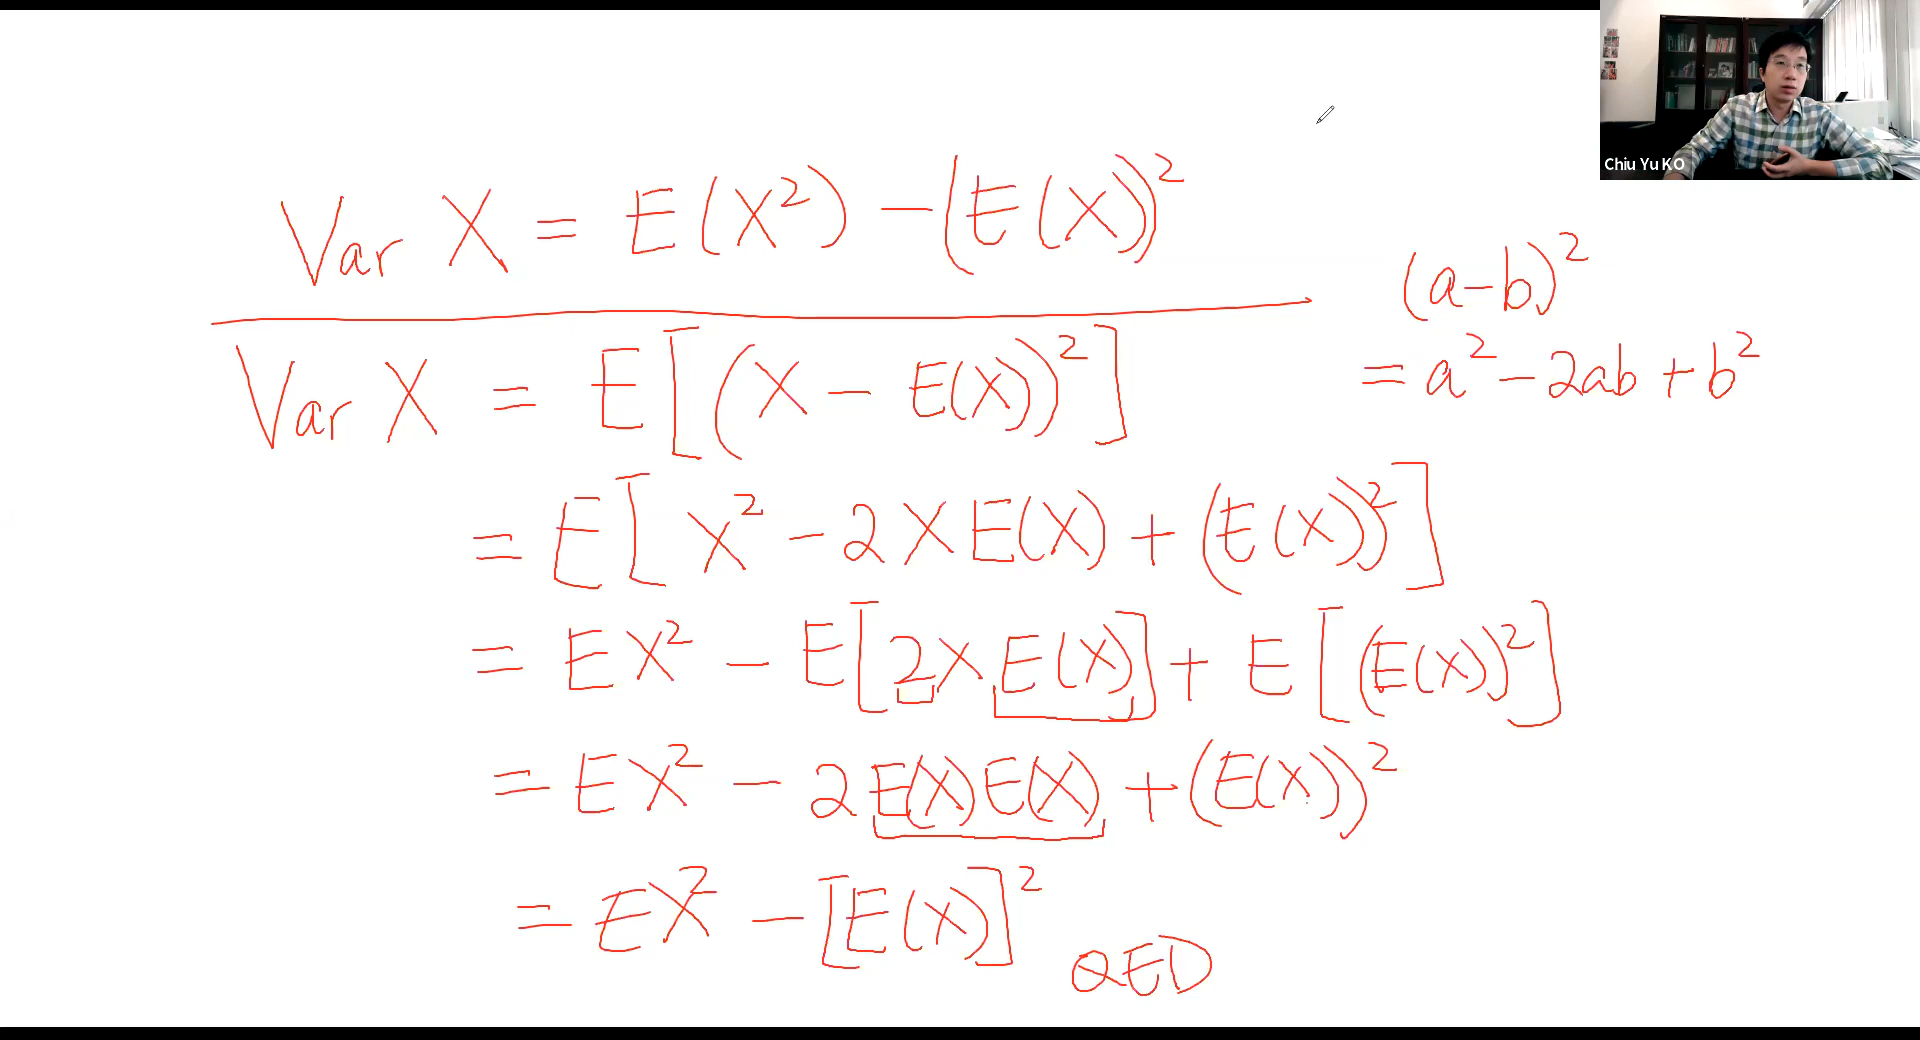 Chiu Yu KO
Var X = E(X²) - (E(X))²
(a-b)²
= a² - 2ab + b²
Var X = E[(X - E(X))²]
= E[X² - 2XE(X) + (E(X))²]
= EX² - E[2XE(X)] + E[(E(X))²]
= EX² - 2E(X)E(X) + (E(X))²
= EX² - [E(X)]²
QED